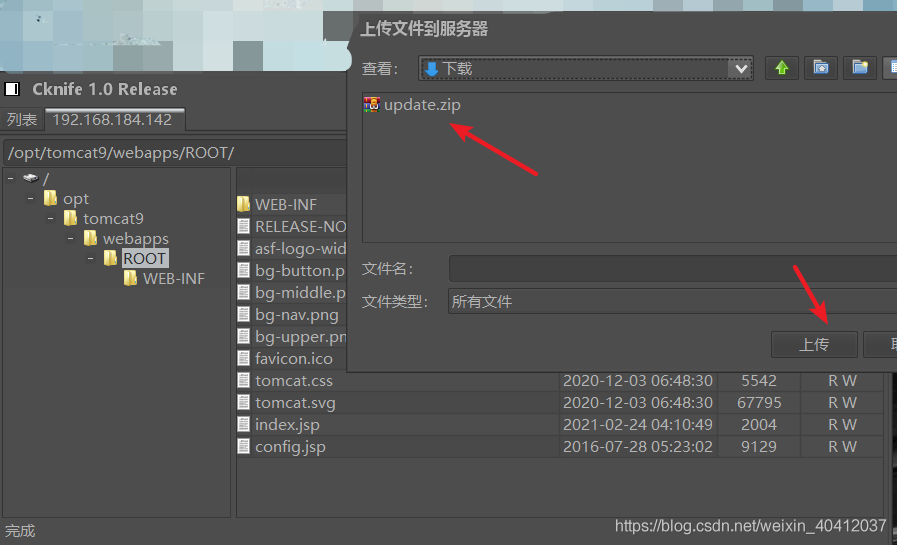 上传文件到服务器
查看：
下载
update.zip
Cknife 1.0 Release
列表
192.168.184.142
/opt/tomcat9/webapps/ROOT/
/
opt
tomcat9
webapps
ROOT
WEB-INF
WEB-INF
RELEASE-NO
asf-logo-wid
bg-button.p
bg-middle.p
bg-nav.png
bg-upper.pn
favicon.ico
文件名：
文件类型：
所有文件
上传
tomcat.css 2020-12-03 06:48:30 5542 R W
tomcat.svg 2020-12-03 06:48:30 67795 R W
index.jsp 2021-02-24 04:10:49 2004 R W
config.jsp 2016-07-28 05:23:02 9129 R W
完成
https://blog.csdn.net/weixin_40412037